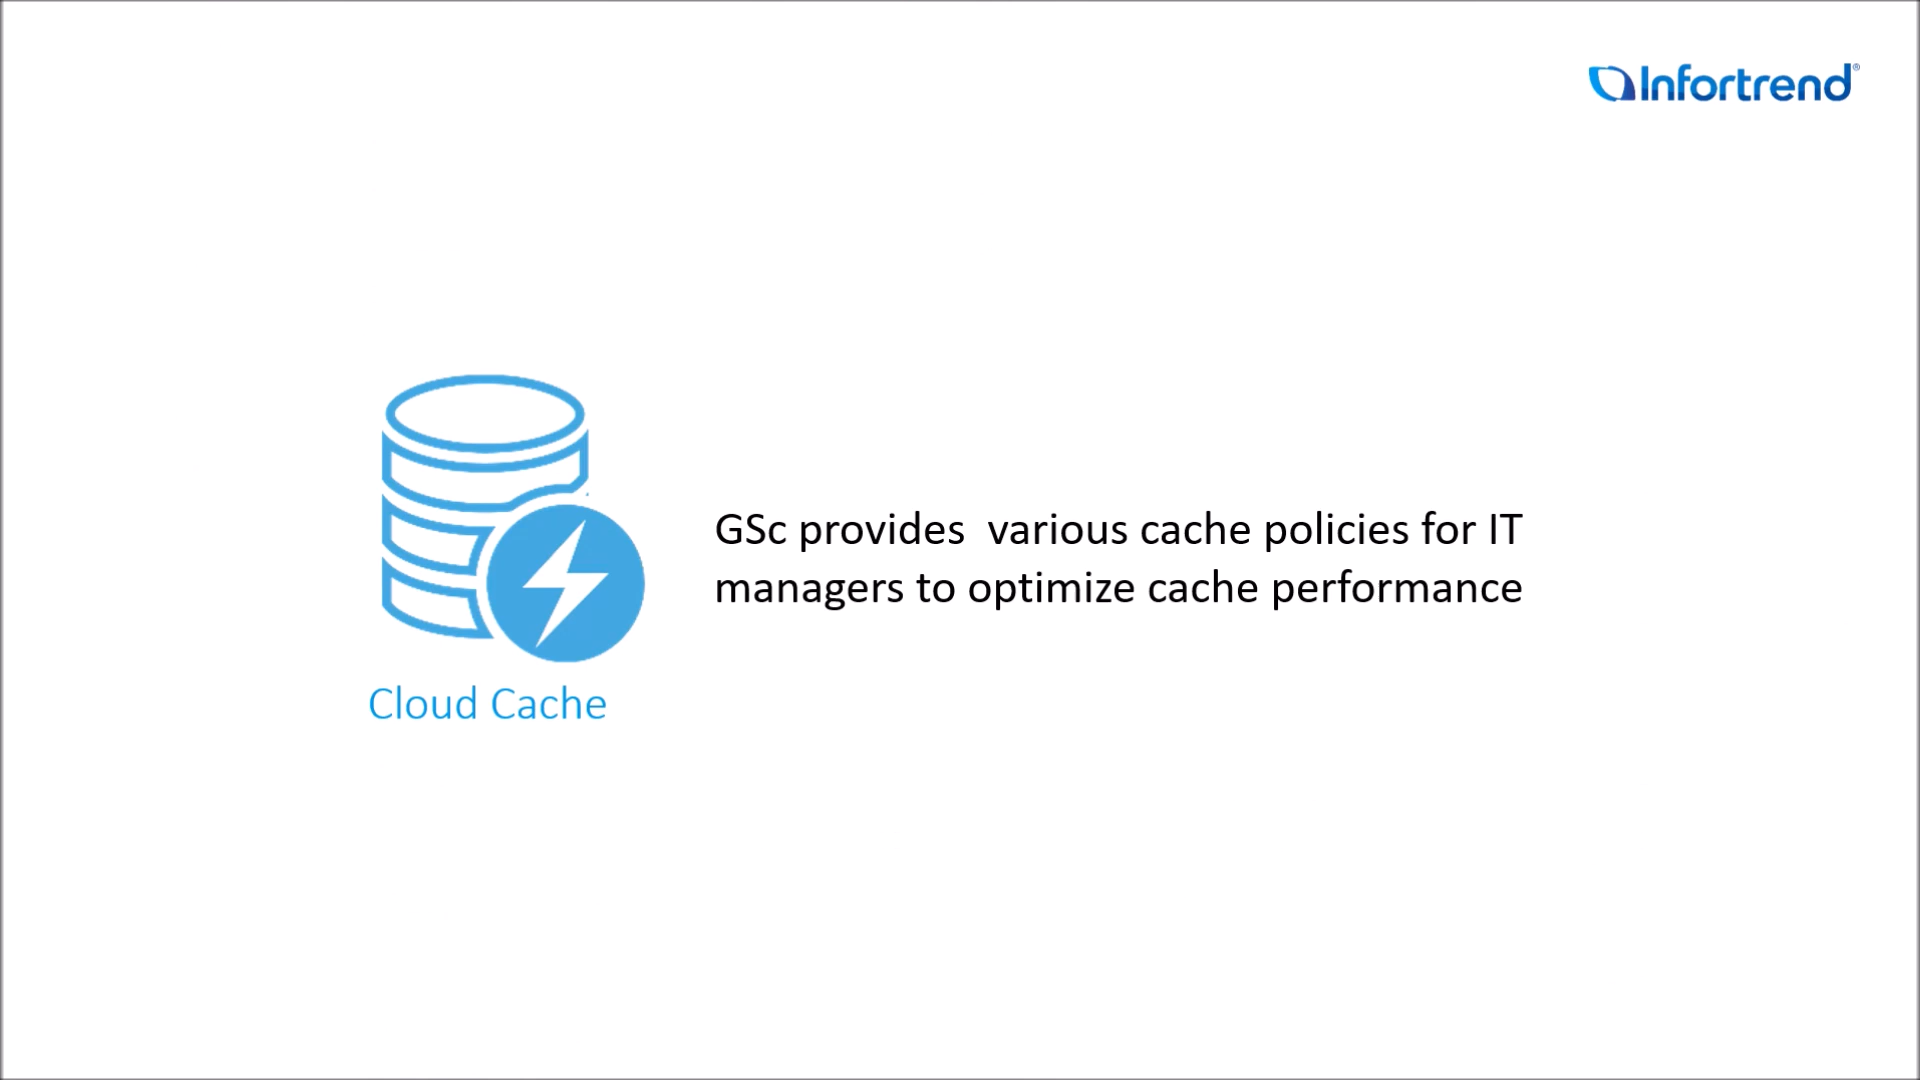 Infortrend®
GSc provides  various cache policies for IT
managers to optimize cache performance
Cloud Cache